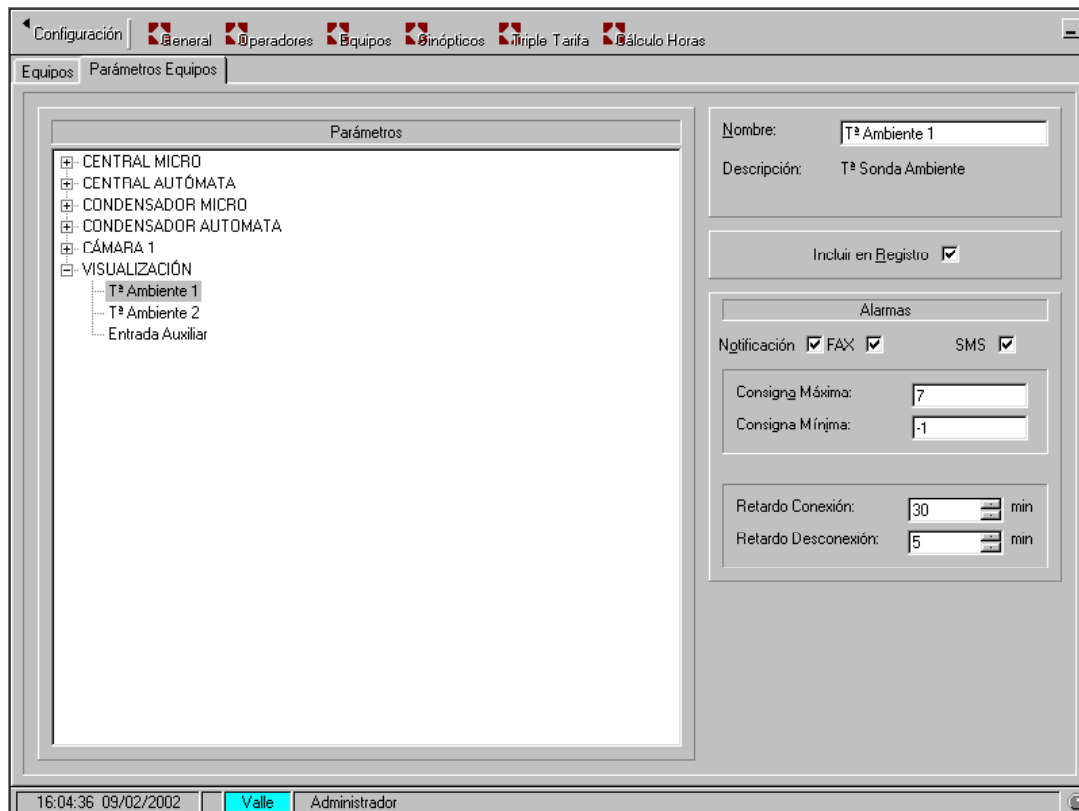 Configuración General Operadores Equipos Sinópticos Triple Tarifa Cálculo Horas
Equipos Parámetros Equipos
Parámetros
CENTRAL MICRO
CENTRAL AUTÓMATA
CONDENSADOR MICRO
CONDENSADOR AUTOMATA
CÁMARA 1
VISUALIZACIÓN
Tª Ambiente 1
Tª Ambiente 2
Entrada Auxiliar
Nombre: Tª Ambiente 1
Descripción: Tª Sonda Ambiente
Incluir en Registro
Alarmas
Notificación FAX SMS
Consigna Máxima: 7
Consigna Mínima: -1
Retardo Conexión: 30 min
Retardo Desconexión: 5 min
16:04:36 09/02/2002 Valle Administrador